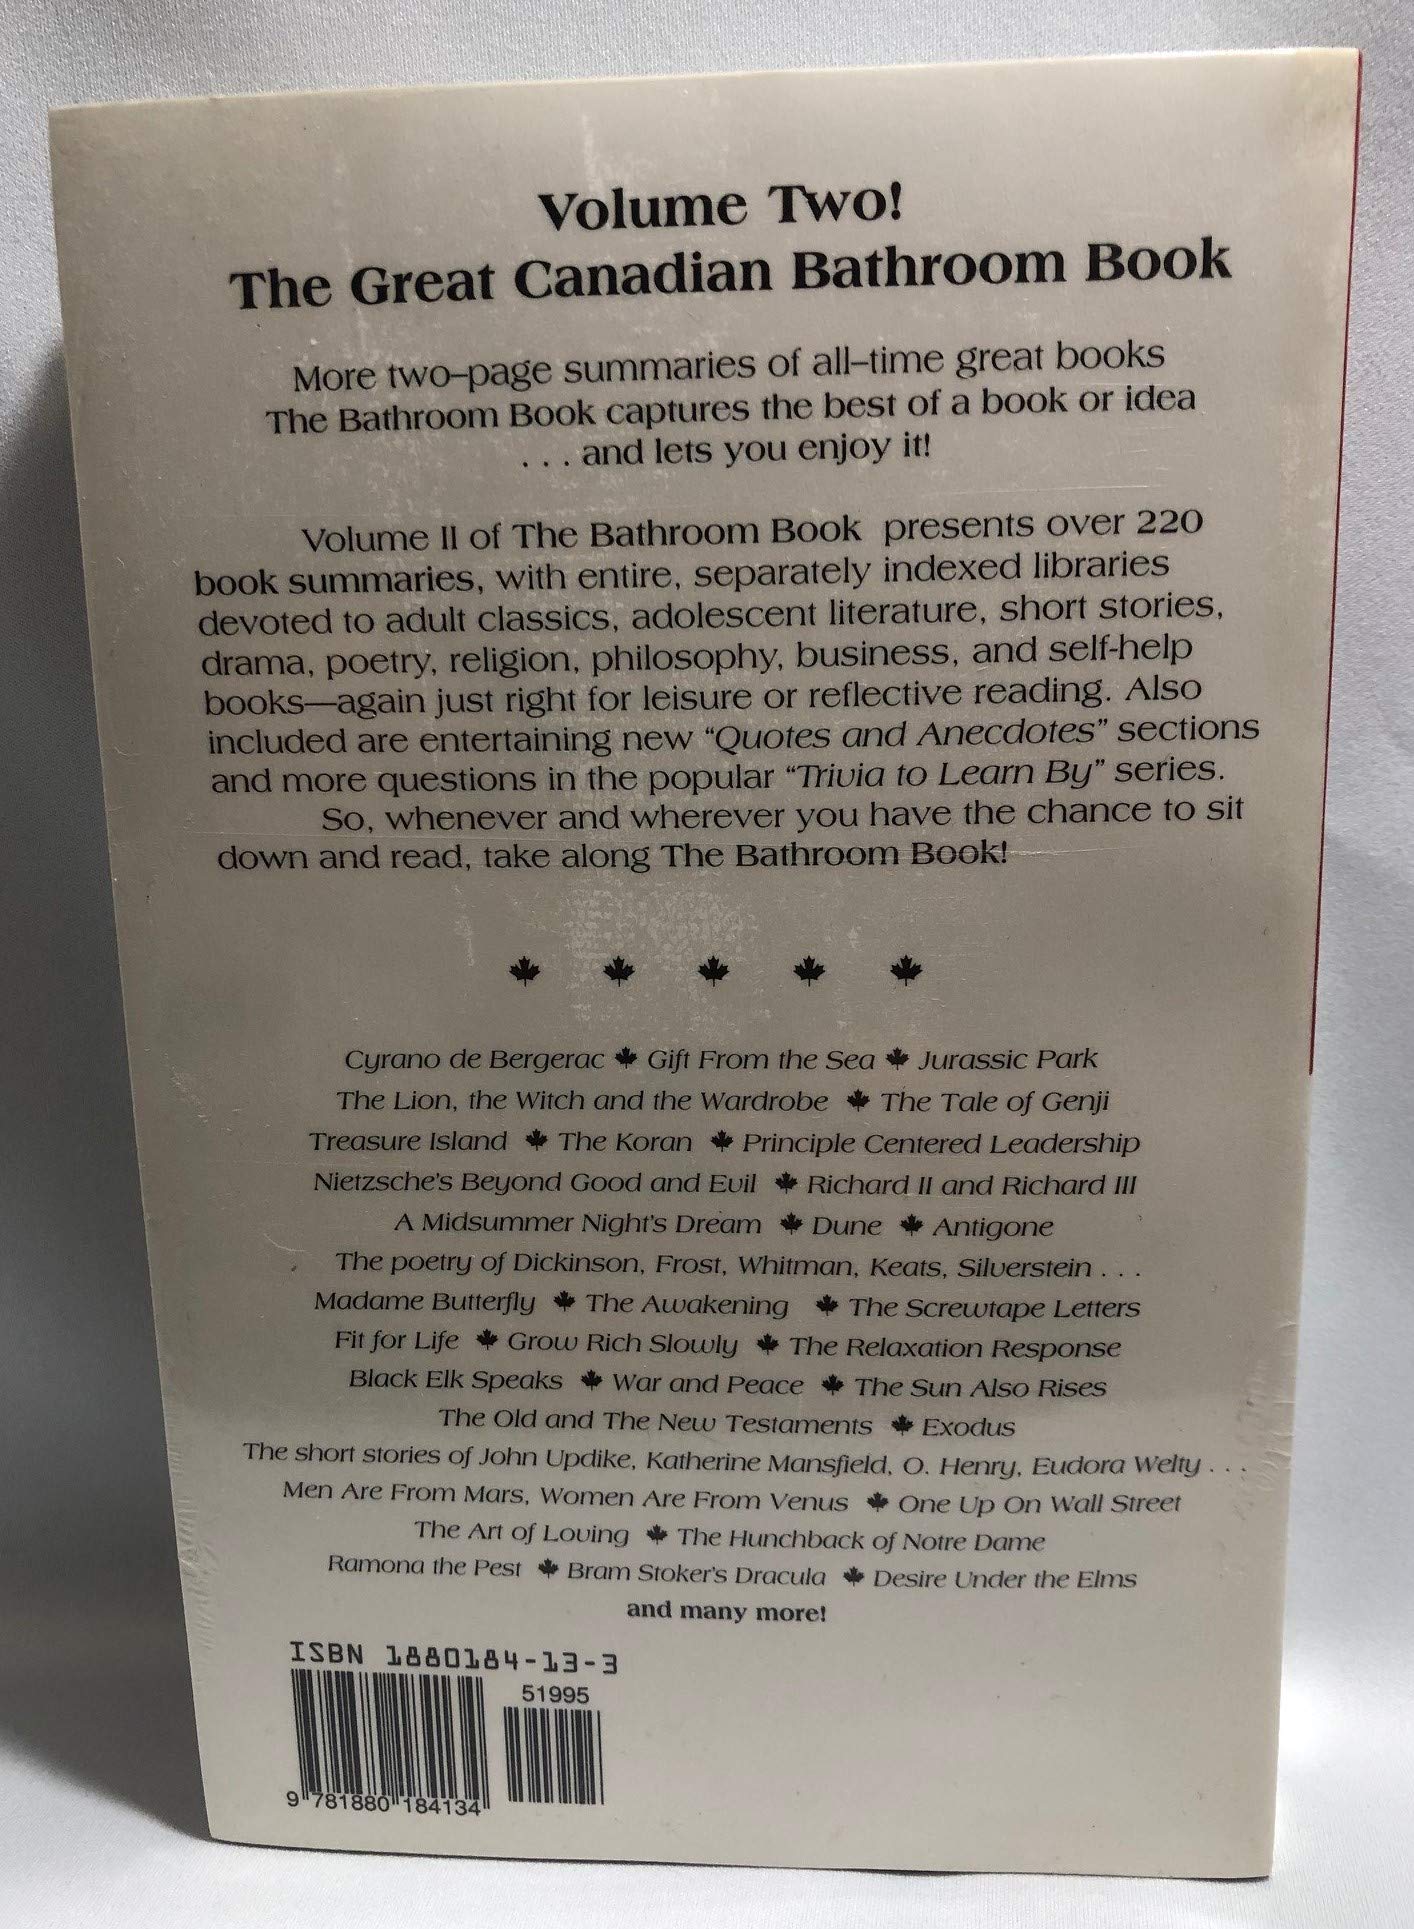 Volume Two!
The Great Canadian Bathroom Book
More two-page summaries of all-time great books
The Bathroom Book captures the best of a book or idea
. . . and lets you enjoy it!
Volume II of The Bathroom Book presents over 220
book summaries, with entire, separately indexed libraries
devoted to adult classics, adolescent literature, short stories,
drama, poetry, religion, philosophy, business, and self-help
books—again just right for leisure or reflective reading. Also
included are entertaining new “Quotes and Anecdotes” sections
and more questions in the popular “Trivia to Learn By” series.
So, whenever and wherever you have the chance to sit
down and read, take along The Bathroom Book!
Cyrano de Bergerac Gift From the Sea Jurassic Park
The Lion, the Witch and the Wardrobe The Tale of Genji
Treasure Island The Koran Principle Centered Leadership
Nietzsche's Beyond Good and Evil Richard II and Richard III
A Midsummer Night's Dream Dune Antigone
The poetry of Dickinson, Frost, Whitman, Keats, Silverstein . . .
Madame Butterfly The Awakening The Screwtape Letters
Fit for Life Grow Rich Slowly The Relaxation Response
Black Elk Speaks War and Peace The Sun Also Rises
The Old and The New Testaments Exodus
The short stories of John Updike, Katherine Mansfield, O. Henry, Eudora Welty . . .
Men Are From Mars, Women Are From Venus One Up On Wall Street
The Art of Loving The Hunchback of Notre Dame
Ramona the Pest Bram Stoker's Dracula Desire Under the Elms
and many more!
ISBN 1880184-13-3
51995
9 781880 184134